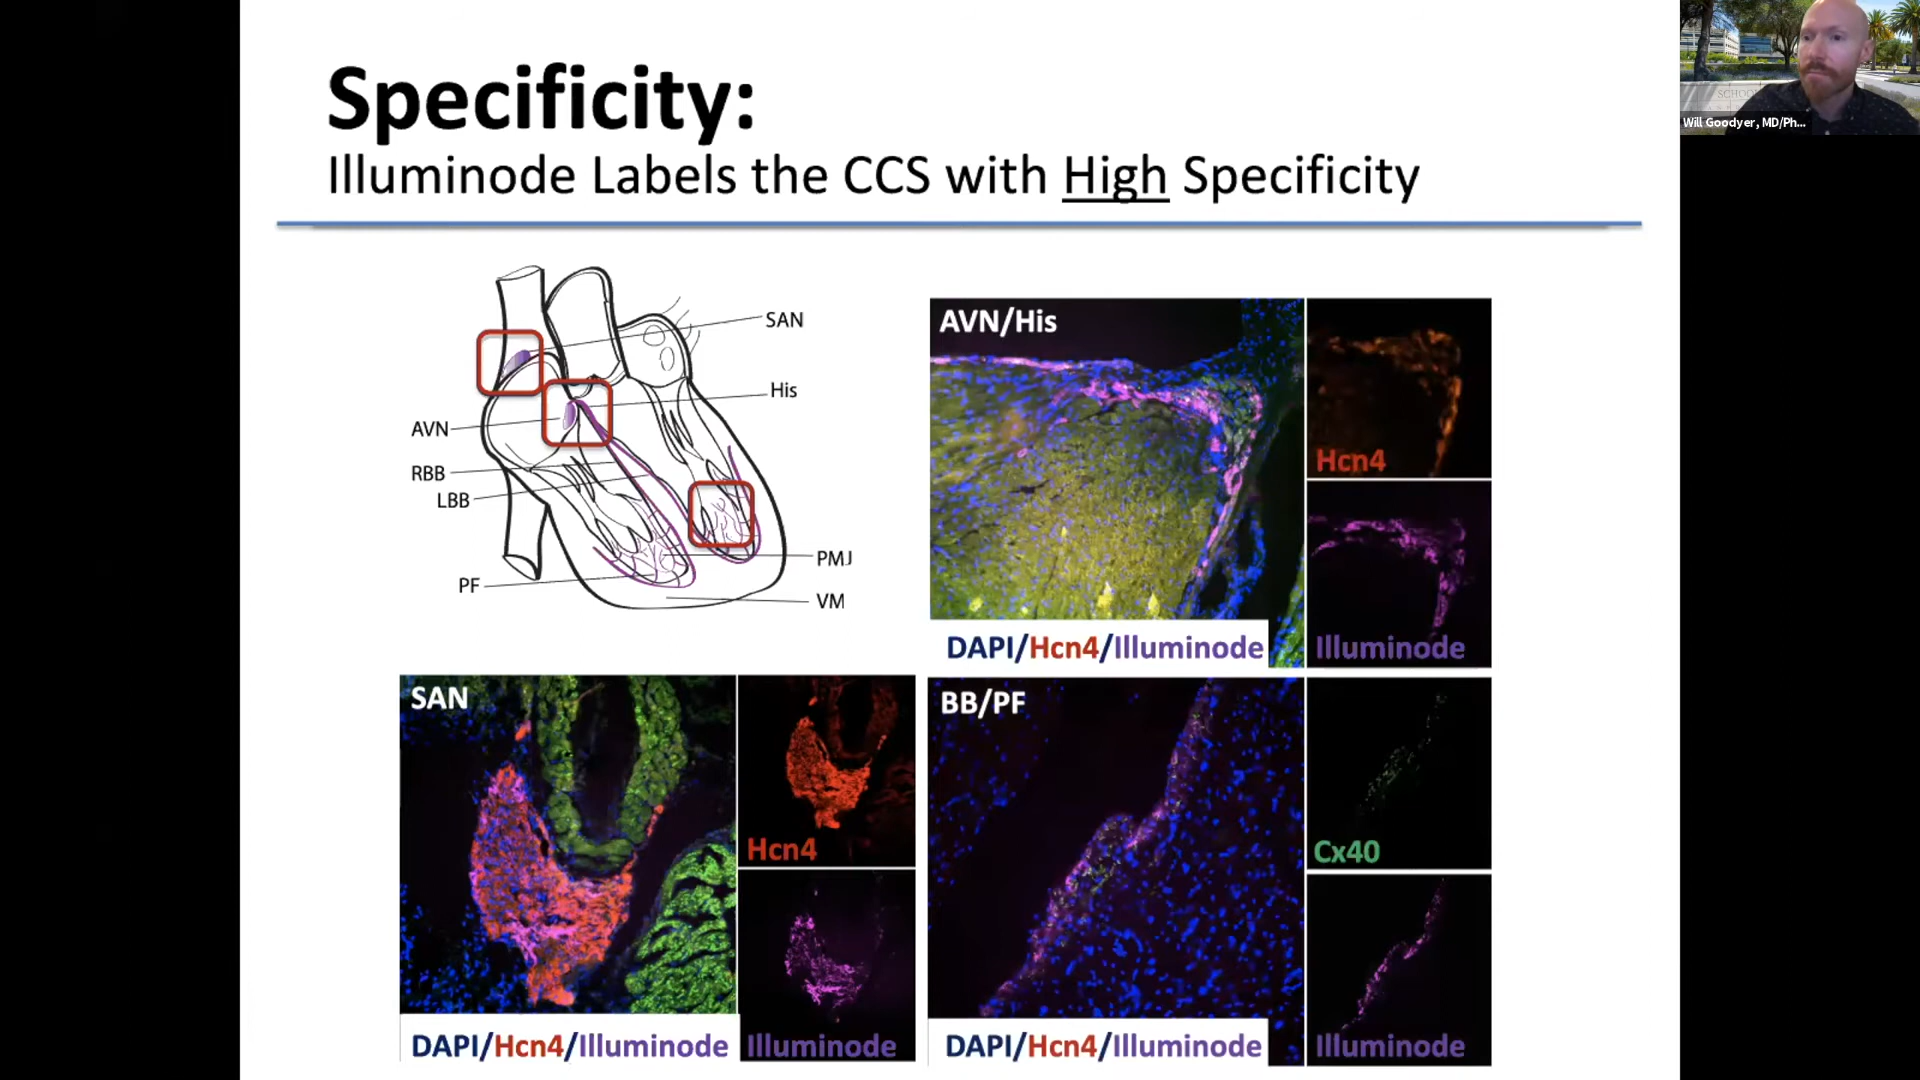 Specificity:
Illuminode Labels the CCS with High Specificity
SCHOO
Will Goodyer, MD/Ph...
SAN
His
AVN
RBB
LBB
PMJ
PF
VM
AVN/His
Hcn4
Illuminode
DAPI/Hcn4/Illuminode
SAN
Hcn4
Illuminode
DAPI/Hcn4/Illuminode
BB/PF
Cx40
Illuminode
DAPI/Hcn4/Illuminode